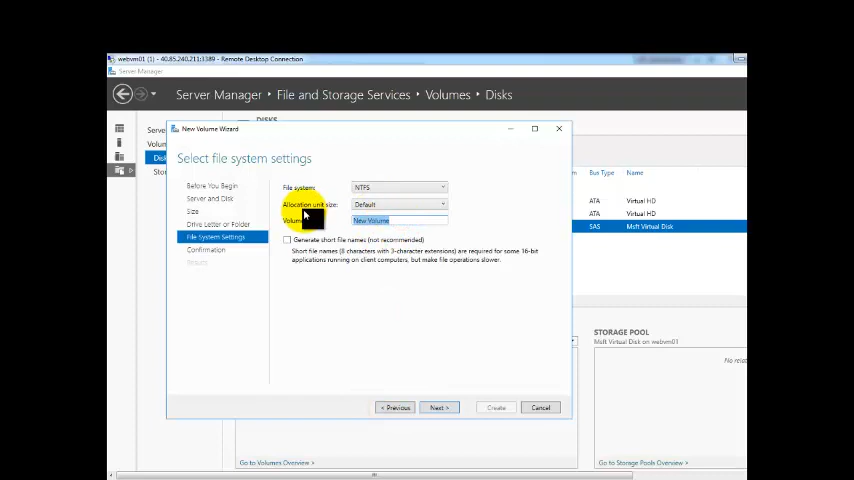 webvm01 (1) - 40.85.240.211:3389 - Remote Desktop Connection
Server Manager
Server Manager ‣ File and Storage Services ‣ Volumes ‣ Disks
DISKS
New Volume Wizard
Select file system settings
Before You Begin
Server and Disk
Size
Drive Letter or Folder
File System Settings
Confirmation
Results
File system: NTFS
Allocation unit size: Default
Volume New Volume
Generate short file names (not recommended)
Short file names (8 characters with 3-character extensions) are required for some 16-bit
applications running on client computers, but make file operations slower.
< Previous Next > Create Cancel
Bus Type Name
ATA Virtual HD
ATA Virtual HD
SAS Msft Virtual Disk
STORAGE POOL
Msft Virtual Disk on webvm01
Go to Volumes Overview >
Go to Storage Pools Overview >